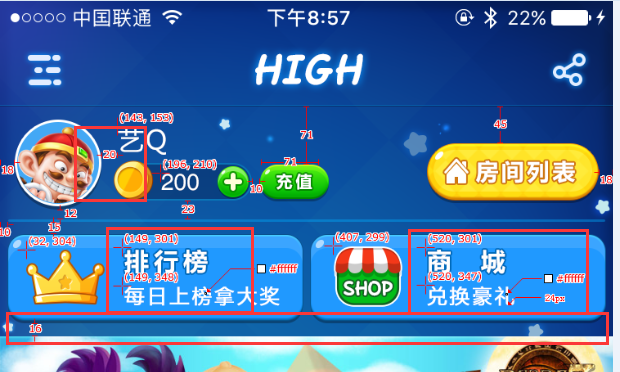 中国联通 下午8:57 22%
HIGH
(143, 153)
艺Q
71
45
20
(196, 210)
71
18
200
10
充值
房间列表
18
12
23
15
10
(32, 304)
(149, 301)
(407, 299)
(520, 301)
排行榜
商 城
#ffffff
(149, 348)
(520, 347)
#ffffff
SHOP
每日上榜拿大奖
兑换豪礼
24px
16